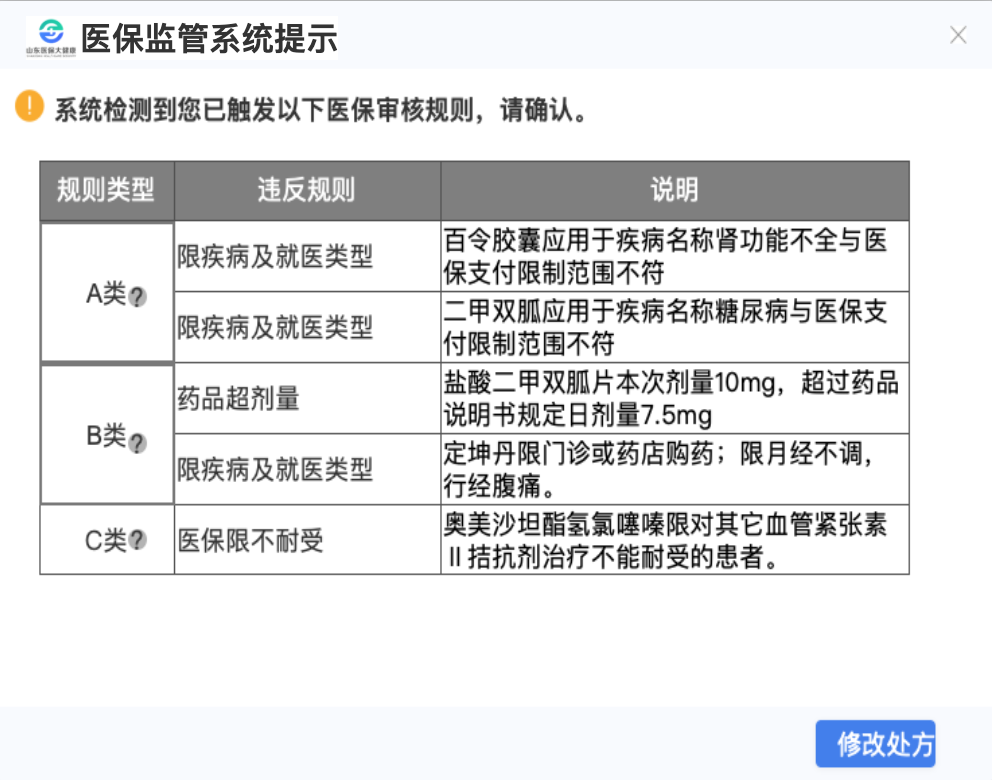 山东医保大健康
医保监管系统提示
系统检测到您已触发以下医保审核规则，请确认。
规则类型 违反规则 说明
A类?
限疾病及就医类型
百令胶囊应用于疾病名称肾功能不全与医
保支付限制范围不符
限疾病及就医类型
二甲双胍应用于疾病名称糖尿病与医保支
付限制范围不符
B类?
药品超剂量
盐酸二甲双胍片本次剂量10mg，超过药品
说明书规定日剂量7.5mg
限疾病及就医类型
定坤丹限门诊或药店购药；限月经不调，
行经腹痛。
C类?
医保限不耐受
奥美沙坦酯氢氯噻嗪限对其它血管紧张素
Ⅱ拮抗剂治疗不能耐受的患者。
修改处方